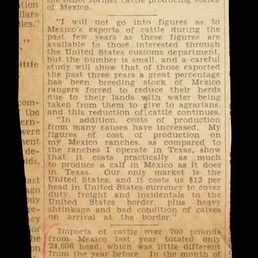 the other former cattle producing states
of Mexico.
"I will not go into figures as to
Mexico's exports of cattle during the
past few years as these figures are
available to those interested through
the United States customs department,
but the number is small, and a careful
study will show that of those exported
the past three years a great percentage
has been breeding stock of Mexico
rangers forced to reduce their herds
due to their lands with water being
taken from them to give to agrarians,
and this reduction of cattle continues.
"In addition, costs of production
from many causes have increased. My
figures of cost of production on
my Mexico ranches, as compared to
the ranches I operate in Texas, show
that it costs practically as much
to produce a calf in Mexico as it does
in Texas. Our only market is the
United States, and it costs us $12 per
head in United States currency to cover
duty, freight and incidentals to the
United States border, plus heavy
shrinkage and bad condition of calves
on arrival at the border."
Imports of cattle over 700 pounds
from Mexico last year totaled only
24,006 head, which was little different
from the year before. In the month of